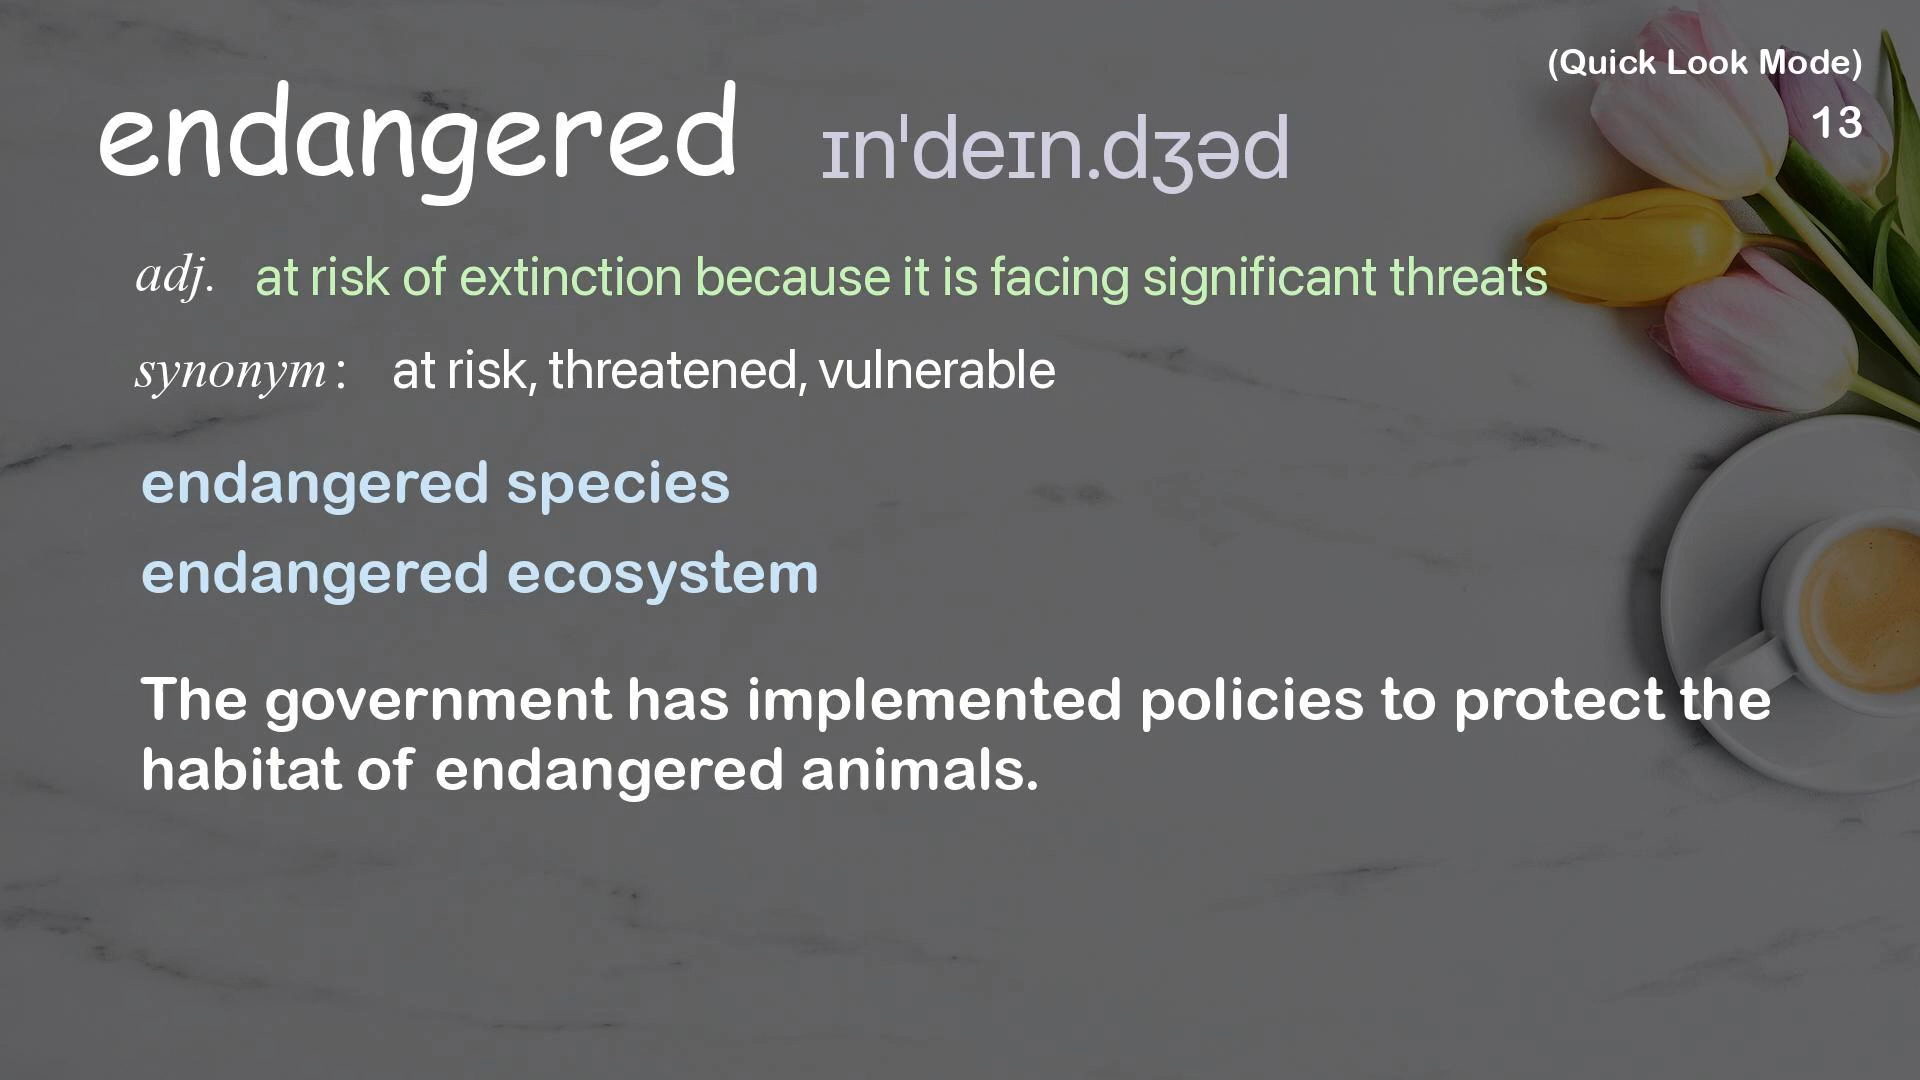 (Quick Look Mode)
13
endangered ɪnˈdeɪn.dʒəd
adj. at risk of extinction because it is facing significant threats
synonym : at risk, threatened, vulnerable
endangered species
endangered ecosystem
The government has implemented policies to protect the
habitat of endangered animals.